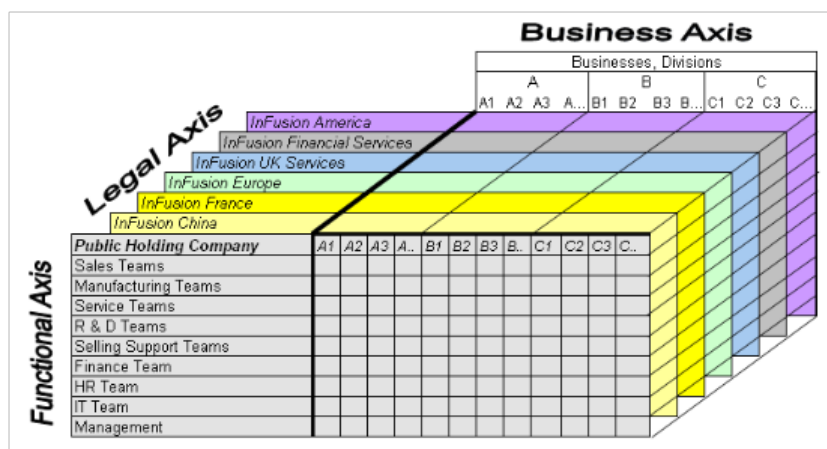 Business Axis
Businesses, Divisions
A B C
A1 A2 A3 A... B1 B2 B3 B... C1 C2 C3 C...
Legal Axis
InFusion America
InFusion Financial Services
InFusion UK Services
InFusion Europe
InFusion France
InFusion China
Public Holding Company A1 A2 A3 A.. B1 B2 B3 B.. C1 C2 C3 C..
Functional Axis
Sales Teams
Manufacturing Teams
Service Teams
R & D Teams
Selling Support Teams
Finance Team
HR Team
IT Team
Management